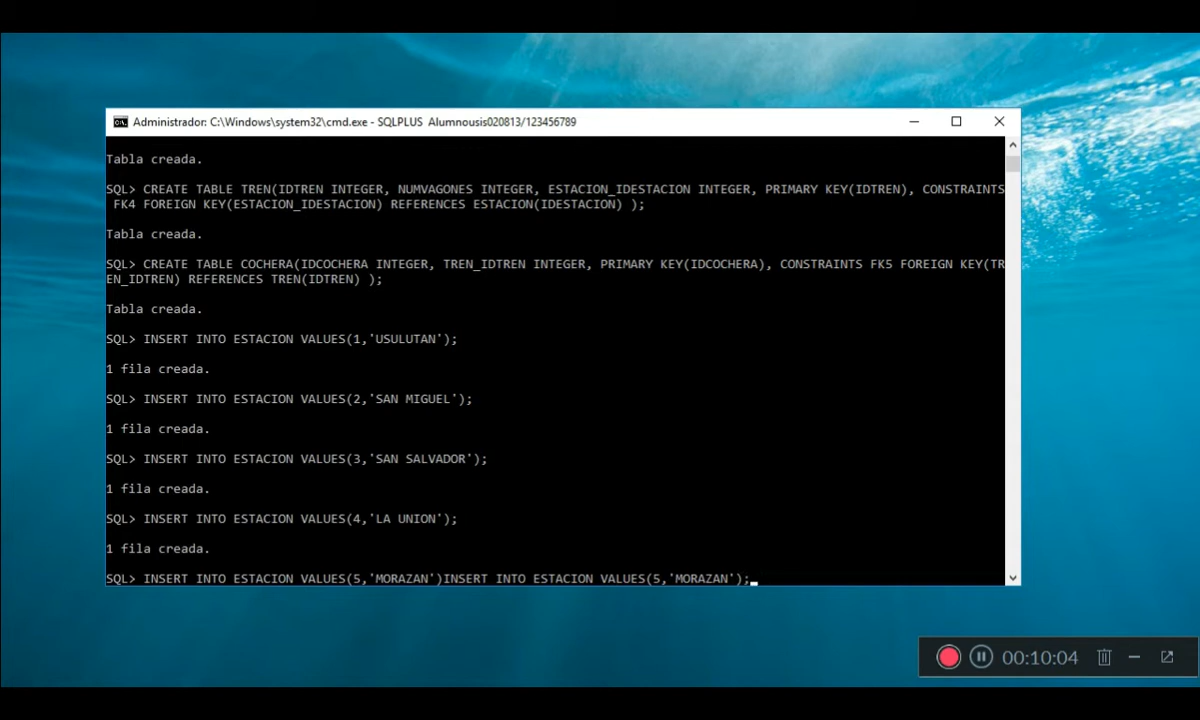 Administrador: C:\Windows\system32\cmd.exe - SQLPLUS Alumnousis020813/123456789
Tabla creada.
SQL> CREATE TABLE TREN(IDTREN INTEGER, NUMVAGONES INTEGER, ESTACION_IDESTACION INTEGER, PRIMARY KEY(IDTREN), CONSTRAINTS
FK4 FOREIGN KEY(ESTACION_IDESTACION) REFERENCES ESTACION(IDESTACION) );
Tabla creada.
SQL> CREATE TABLE COCHERA(IDCOCHERA INTEGER, TREN_IDTREN INTEGER, PRIMARY KEY(IDCOCHERA), CONSTRAINTS FK5 FOREIGN KEY(TR
EN_IDTREN) REFERENCES TREN(IDTREN) );
Tabla creada.
SQL> INSERT INTO ESTACION VALUES(1,'USULUTAN');
1 fila creada.
SQL> INSERT INTO ESTACION VALUES(2,'SAN MIGUEL');
1 fila creada.
SQL> INSERT INTO ESTACION VALUES(3,'SAN SALVADOR');
1 fila creada.
SQL> INSERT INTO ESTACION VALUES(4,'LA UNION');
1 fila creada.
SQL> INSERT INTO ESTACION VALUES(5,'MORAZAN')INSERT INTO ESTACION VALUES(5,'MORAZAN');
00:10:04